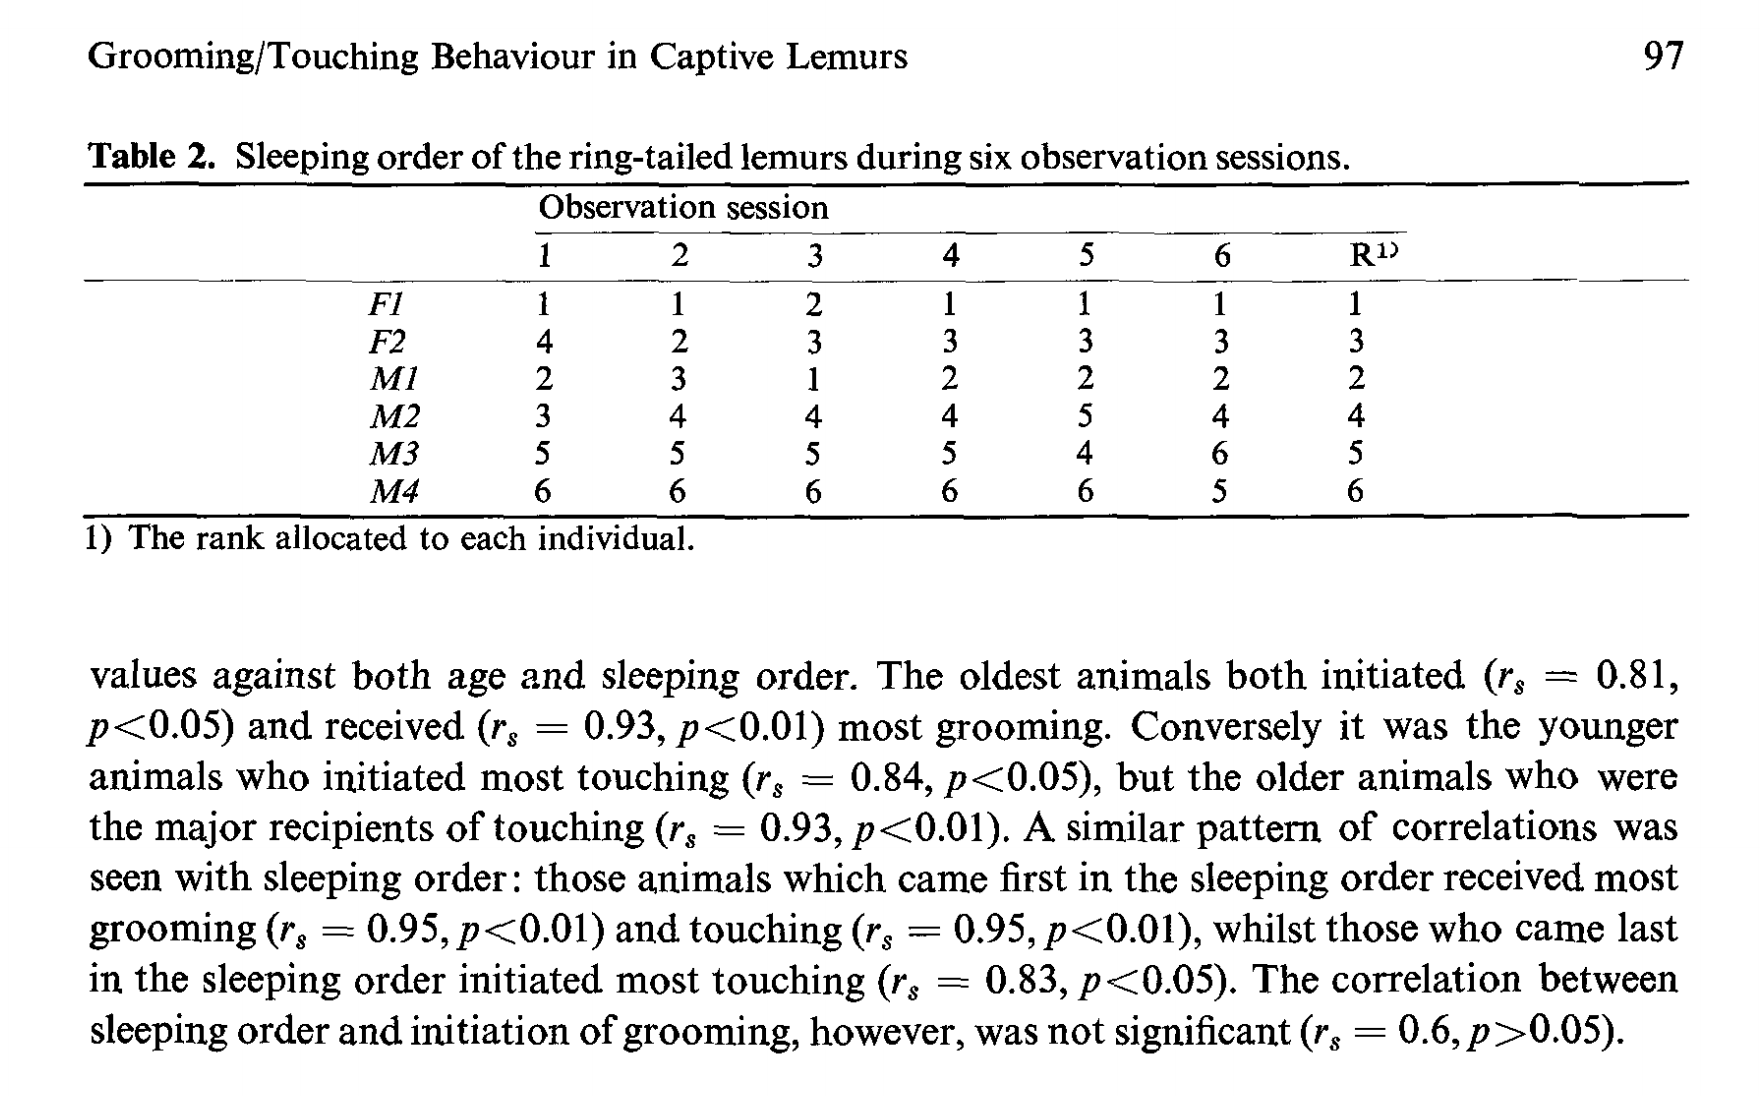 Grooming/Touching Behaviour in Captive Lemurs 97
Table 2. Sleeping order of the ring-tailed lemurs during six observation sessions.
Observation session
1 2 3 4 5 6 R1)
F1 1 1 2 1 1 1 1
F2 4 2 3 3 3 3 3
M1 2 3 1 2 2 2 2
M2 3 4 4 4 5 4 4
M3 5 5 5 5 4 6 5
M4 6 6 6 6 6 5 6
1) The rank allocated to each individual.
values against both age and sleeping order. The oldest animals both initiated (rs = 0.81,
p<0.05) and received (rs = 0.93, p<0.01) most grooming. Conversely it was the younger
animals who initiated most touching (rs = 0.84, p<0.05), but the older animals who were
the major recipients of touching (rs = 0.93, p<0.01). A similar pattern of correlations was
seen with sleeping order: those animals which came first in the sleeping order received most
grooming (rs = 0.95, p<0.01) and touching (rs = 0.95, p<0.01), whilst those who came last
in the sleeping order initiated most touching (rs = 0.83, p<0.05). The correlation between
sleeping order and initiation of grooming, however, was not significant (rs = 0.6, p>0.05).